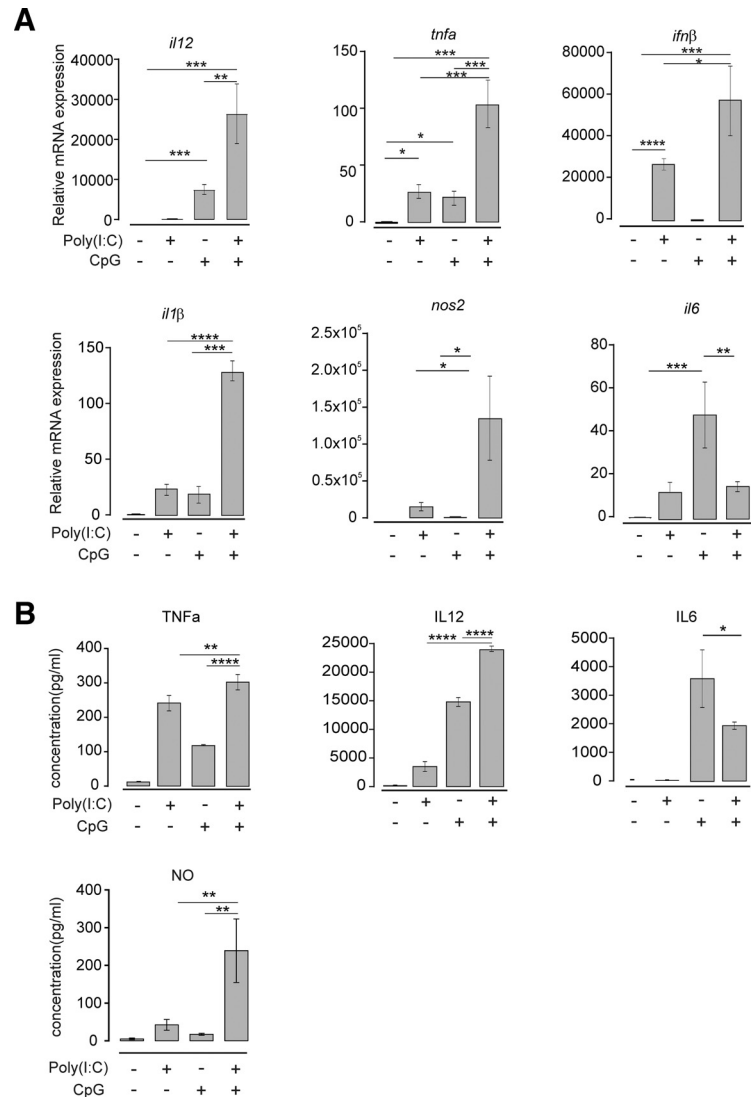 A
il12
Relative mRNA expression
40000
30000
20000
10000
0
***
**
***
Poly(I:C) - + - +
CpG - - + +
tnfa
150
100
50
0
***
***
***
*
*
- + - +
- - + +
ifnβ
80000
60000
40000
20000
0
***
*
****
- + - +
- - + +
il1β
Relative mRNA expression
150
100
50
0
****
***
Poly(I:C) - + - +
CpG - - + +
nos2
2.5x10⁵
2.0x10⁵
1.5x10⁵
1.0x10⁵
50000
0
*
*
- + - +
- - + +
il6
80
60
40
20
0
***
**
- + - +
- - + +
B
TNFa
concentration(pg/ml)
400
300
200
100
0
**
****
Poly(I:C) - + - +
CpG - - + +
IL12
25000
20000
15000
10000
5000
0
****
****
- + - +
- - + +
IL6
5000
4000
3000
2000
1000
0
*
- + - +
- - + +
NO
concentration(pg/ml)
400
300
200
100
0
**
**
Poly(I:C) - + - +
CpG - - + +